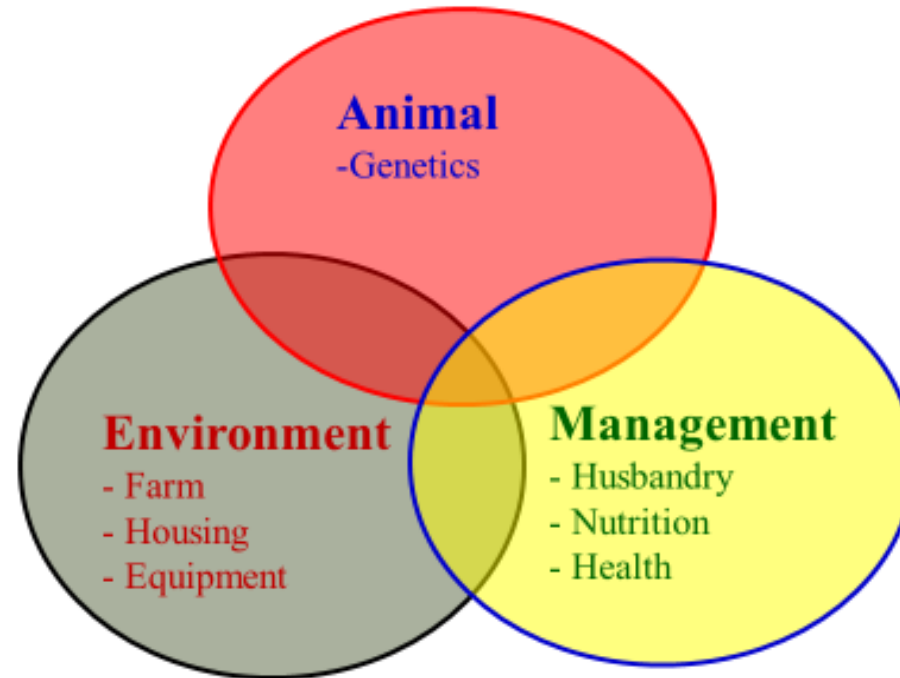 Animal
-Genetics
Environment
- Farm
- Housing
- Equipment
Management
- Husbandry
- Nutrition
- Health